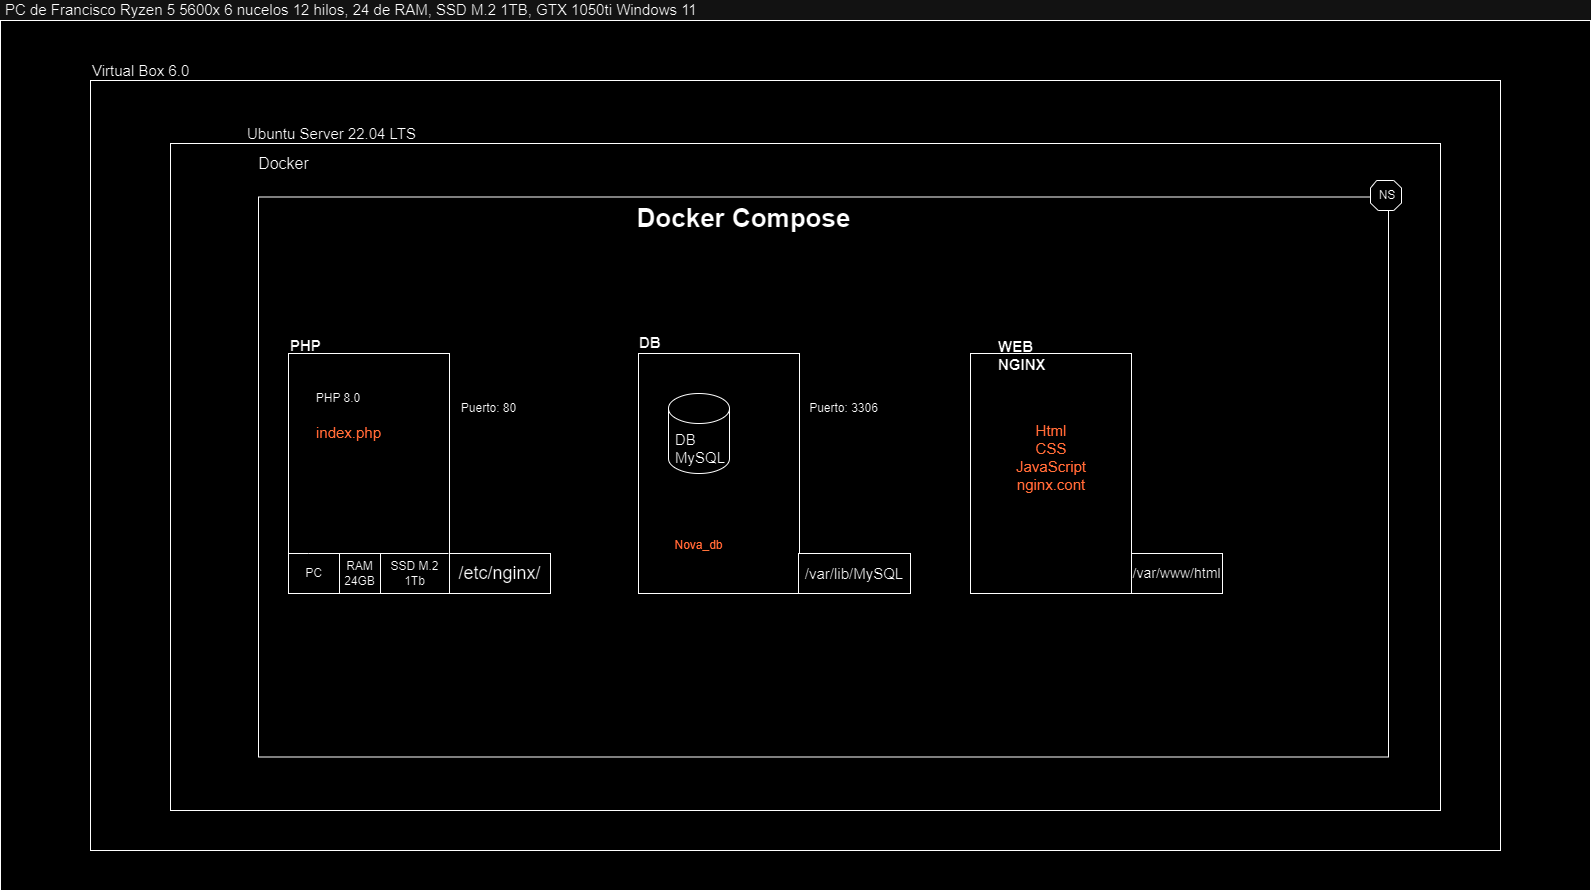 PC de Francisco Ryzen 5 5600x 6 nucelos 12 hilos, 24 de RAM, SSD M.2 1TB, GTX 1050ti Windows 11
Virtual Box 6.0
Ubuntu Server 22.04 LTS
Docker
NS
Docker Compose
PHP
PHP 8.0
index.php
Puerto: 80
PC
RAM
24GB
SSD M.2
1Tb
/etc/nginx/
DB
DB
MySQL
Puerto: 3306
Nova_db
/var/lib/MySQL
WEB
NGINX
Html
CSS
JavaScript
nginx.cont
/var/www/html